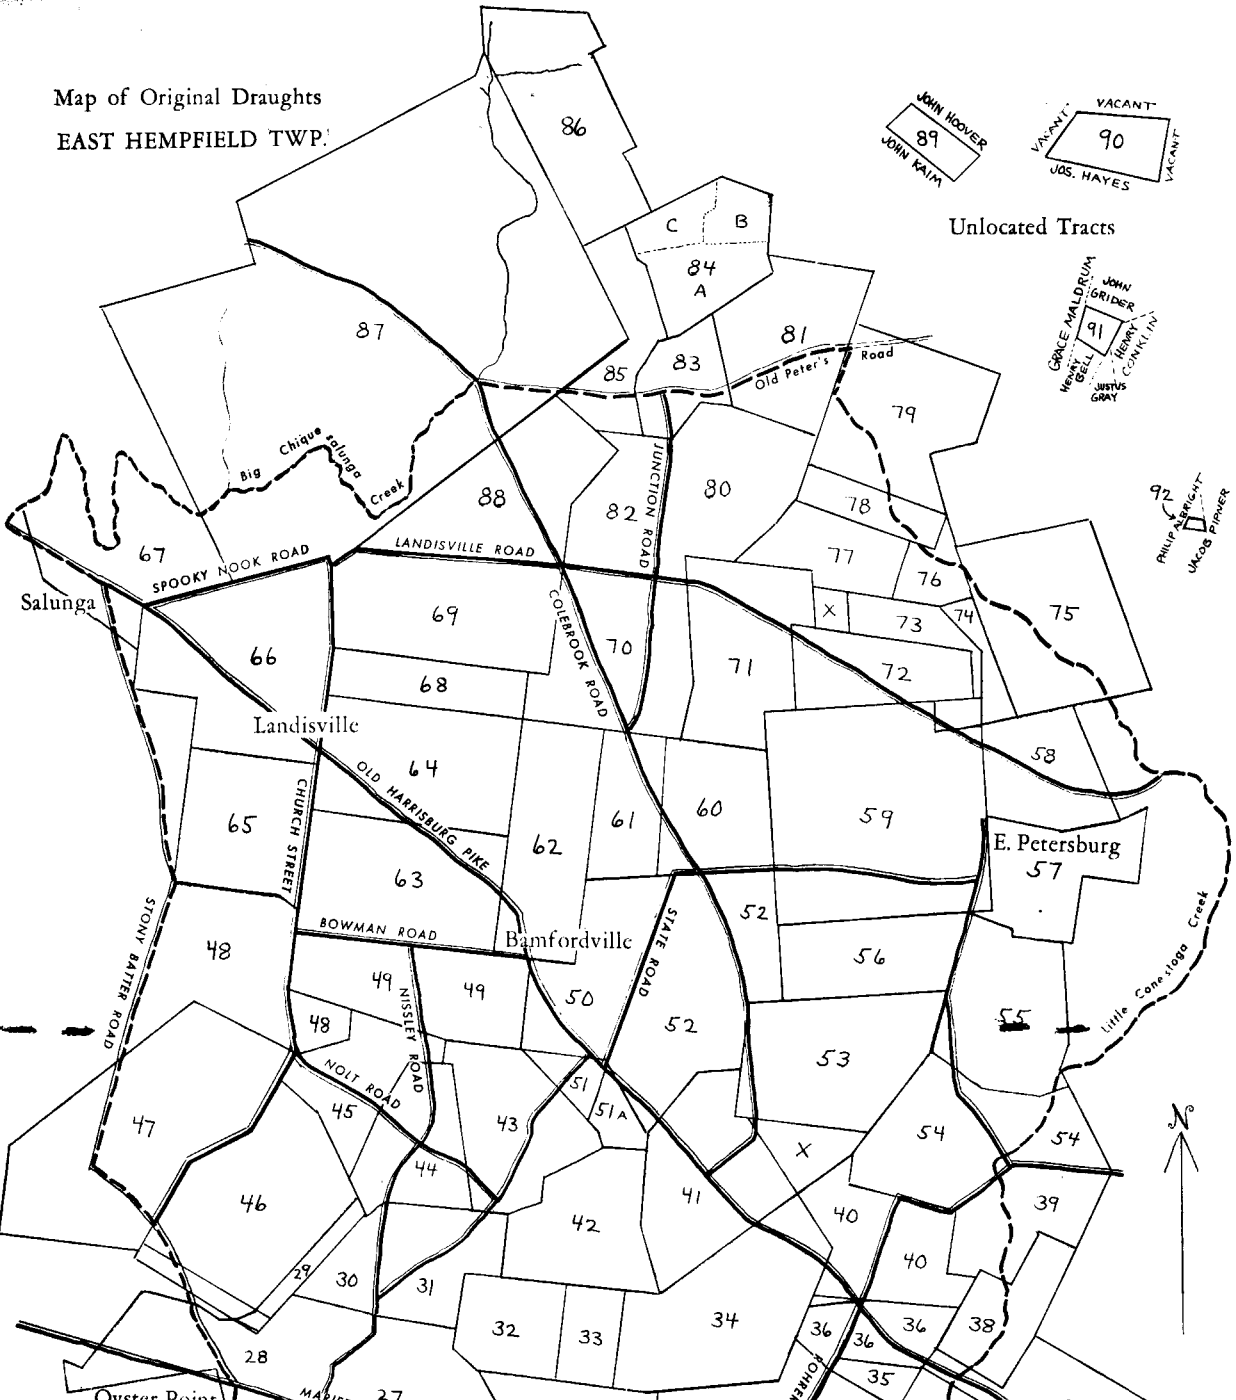 Map of Original Draughts
EAST HEMPFIELD TWP.
86
JOHN HOOVER
89
JOHN KAIM
VACANT
VACANT
90
VACANT
JOS. HAYES
Unlocated Tracts
C
B
84
A
GRACE MALDRUM
JOHN
GRIDER
91
HENRY
CONKLIN
HENRY
BELL
JUSTUS
GRAY
87
81
85
83
Old Peter's Road
79
Big Chiquesalunga Creek
88
82
JUNCTION ROAD
80
78
92
PHILIP ALBRIGHT
JACOB PIPNER
67
SPOOKY NOOK ROAD
LANDISVILLE ROAD
77
76
Salunga
69
COLEBROOK ROAD
X
73
74
75
66
70
71
72
68
Landisville
64
OLD HARRISBURG PIKE
58
65
CHURCH STREET
61
60
59
62
E. Petersburg
57
63
STONY BATTER ROAD
BOWMAN ROAD
Bamfordville
STATE ROAD
52
48
56
49
NISSLEY ROAD
49
50
Little Conestoga Creek
48
52
55
53
NOLT ROAD
51
51A
47
45
43
54
54
X
N
44
46
41
42
40
39
40
29
30
31
32
33
34
36
36
36
38
28
35
ROHRER
Oyster Point
27